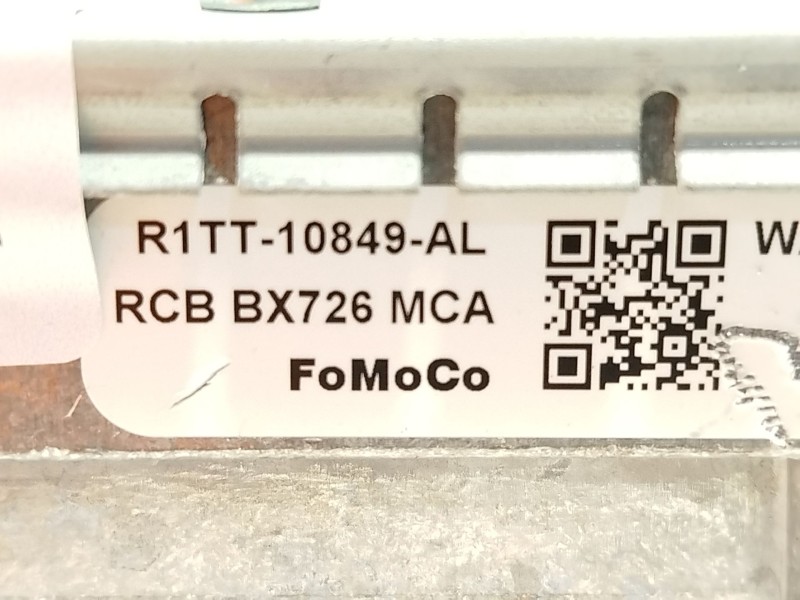 R1TT-10849-AL
RCB BX726 MCA
FoMoCo